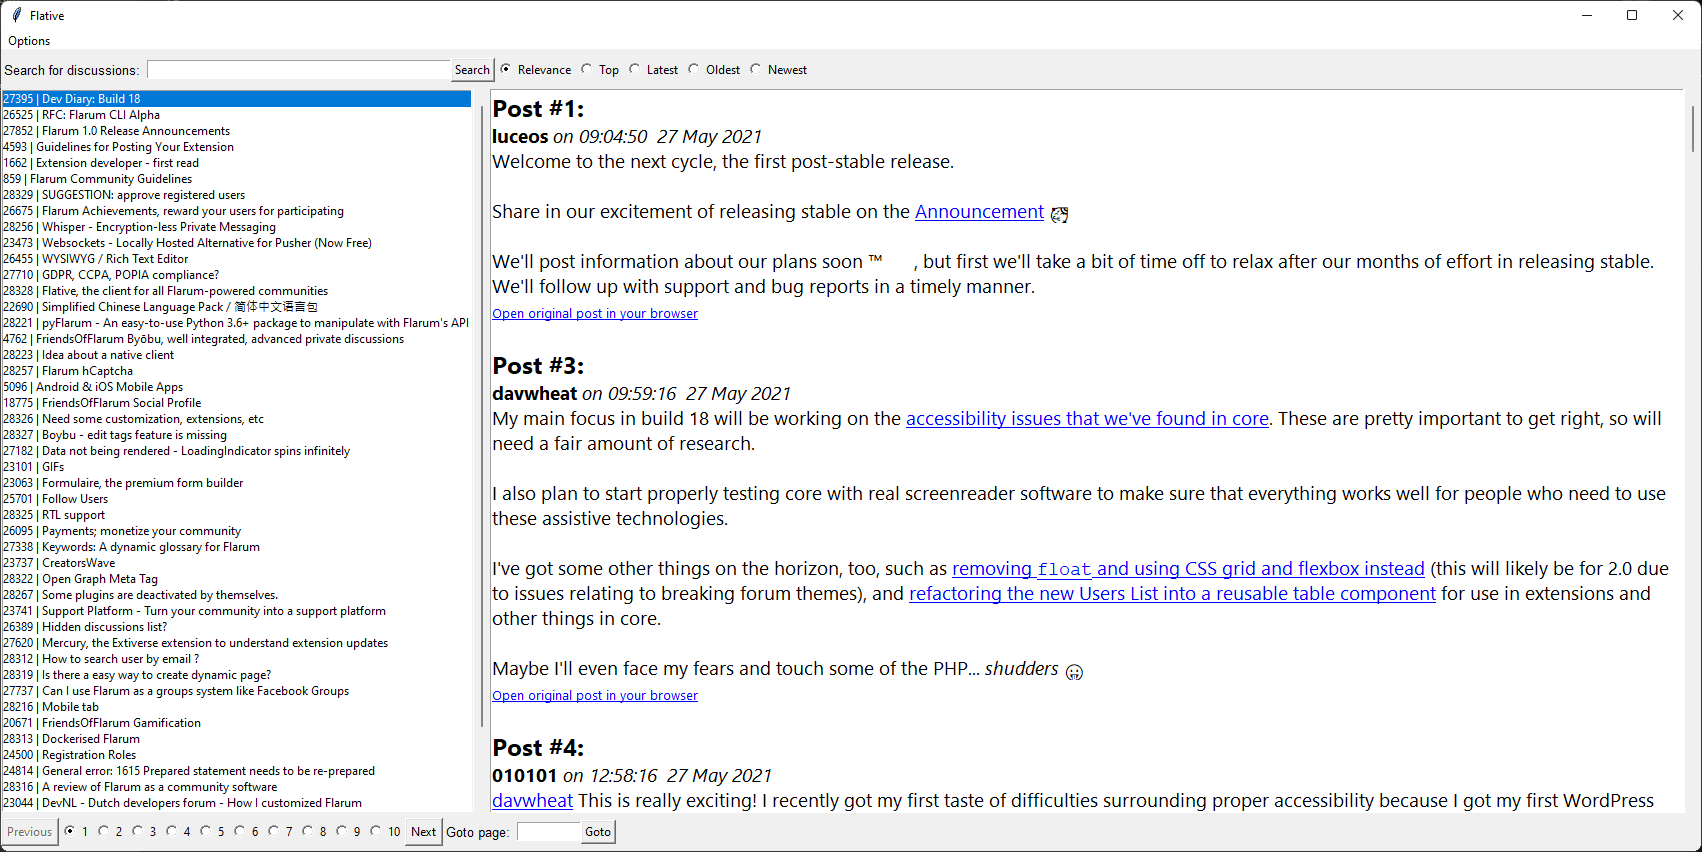 Flative
Options
Search for discussions: Search Relevance Top Latest Oldest Newest
27395 | Dev Diary: Build 18
26525 | RFC: Flarum CLI Alpha
27852 | Flarum 1.0 Release Announcements
4593 | Guidelines for Posting Your Extension
1662 | Extension developer - first read
859 | Flarum Community Guidelines
28329 | SUGGESTION: approve registered users
26675 | Flarum Achievements, reward your users for participating
28256 | Whisper - Encryption-less Private Messaging
23473 | Websockets - Locally Hosted Alternative for Pusher (Now Free)
26455 | WYSIWYG / Rich Text Editor
27710 | GDPR, CCPA, POPIA compliance?
28328 | Flative, the client for all Flarum-powered communities
22690 | Simplified Chinese Language Pack / 简体中文语言包
28221 | pyFlarum - An easy-to-use Python 3.6+ package to manipulate with Flarum's API
4762 | FriendsOfFlarum Byōbu, well integrated, advanced private discussions
28223 | Idea about a native client
28257 | Flarum hCaptcha
5096 | Android & iOS Mobile Apps
18775 | FriendsOfFlarum Social Profile
28326 | Need some customization, extensions, etc
28327 | Boybu - edit tags feature is missing
27182 | Data not being rendered - LoadingIndicator spins infinitely
23101 | GIFs
23063 | Formulaire, the premium form builder
25701 | Follow Users
28325 | RTL support
26095 | Payments; monetize your community
27338 | Keywords: A dynamic glossary for Flarum
23737 | CreatorsWave
28322 | Open Graph Meta Tag
28267 | Some plugins are deactivated by themselves.
23741 | Support Platform - Turn your community into a support platform
26389 | Hidden discussions list?
27620 | Mercury, the Extiverse extension to understand extension updates
28312 | How to search user by email ?
28319 | Is there a easy way to create dynamic page?
27737 | Can I use Flarum as a groups system like Facebook Groups
28216 | Mobile tab
20671 | FriendsOfFlarum Gamification
28313 | Dockerised Flarum
24500 | Registration Roles
24814 | General error: 1615 Prepared statement needs to be re-prepared
28316 | A review of Flarum as a community software
23044 | DevNL - Dutch developers forum - How I customized Flarum
Post #1:
luceos on 09:04:50 27 May 2021
Welcome to the next cycle, the first post-stable release.
Share in our excitement of releasing stable on the Announcement
We'll post information about our plans soon ™ , but first we'll take a bit of time off to relax after our months of effort in releasing stable.
We'll follow up with support and bug reports in a timely manner.
Open original post in your browser
Post #3:
davwheat on 09:59:16 27 May 2021
My main focus in build 18 will be working on the accessibility issues that we've found in core. These are pretty important to get right, so will
need a fair amount of research.
I also plan to start properly testing core with real screenreader software to make sure that everything works well for people who need to use
these assistive technologies.
I've got some other things on the horizon, too, such as removing float and using CSS grid and flexbox instead (this will likely be for 2.0 due
to issues relating to breaking forum themes), and refactoring the new Users List into a reusable table component for use in extensions and
other things in core.
Maybe I'll even face my fears and touch some of the PHP... shudders
Open original post in your browser
Post #4:
010101 on 12:58:16 27 May 2021
davwheat This is really exciting! I recently got my first taste of difficulties surrounding proper accessibility because I got my first WordPress
Previous 1 2 3 4 5 6 7 8 9 10 Next Goto page: Goto